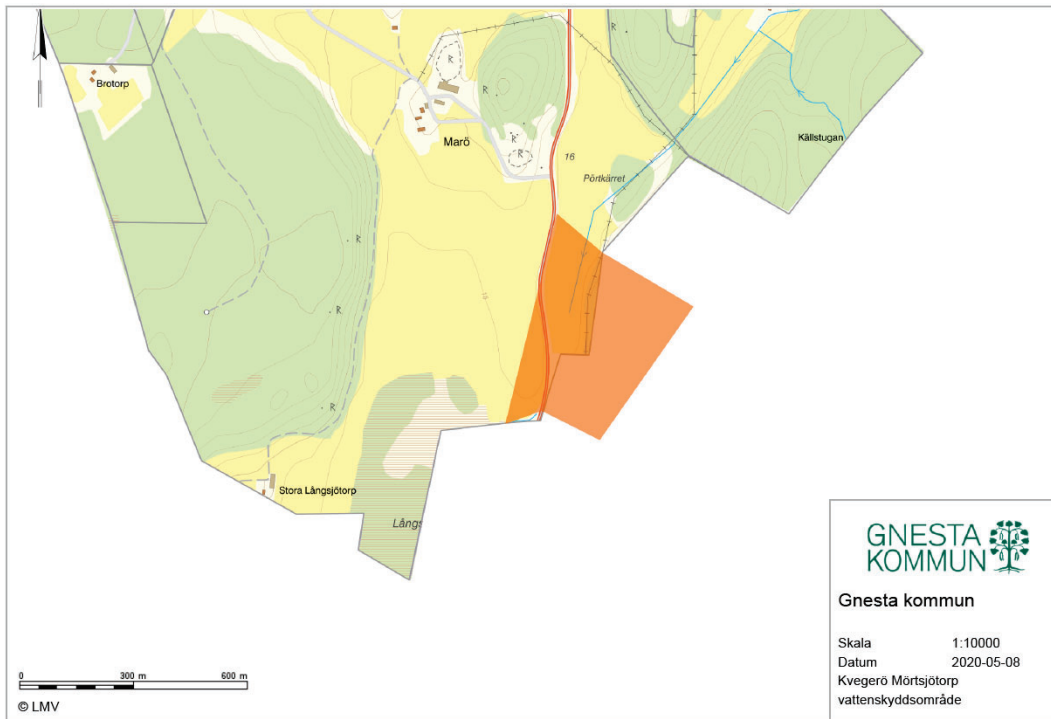 Brotorp
R
R
Marö
R
R
16
Källstugan
Pörtkärret
R
15
R
R
Stora Långsjötorp
Långs
0 300 m 600 m
© LMV
GNESTA
KOMMUN
Gnesta kommun
Skala 1:10000
Datum 2020-05-08
Kvegerö Mörtsjötorp
vattenskyddsområde